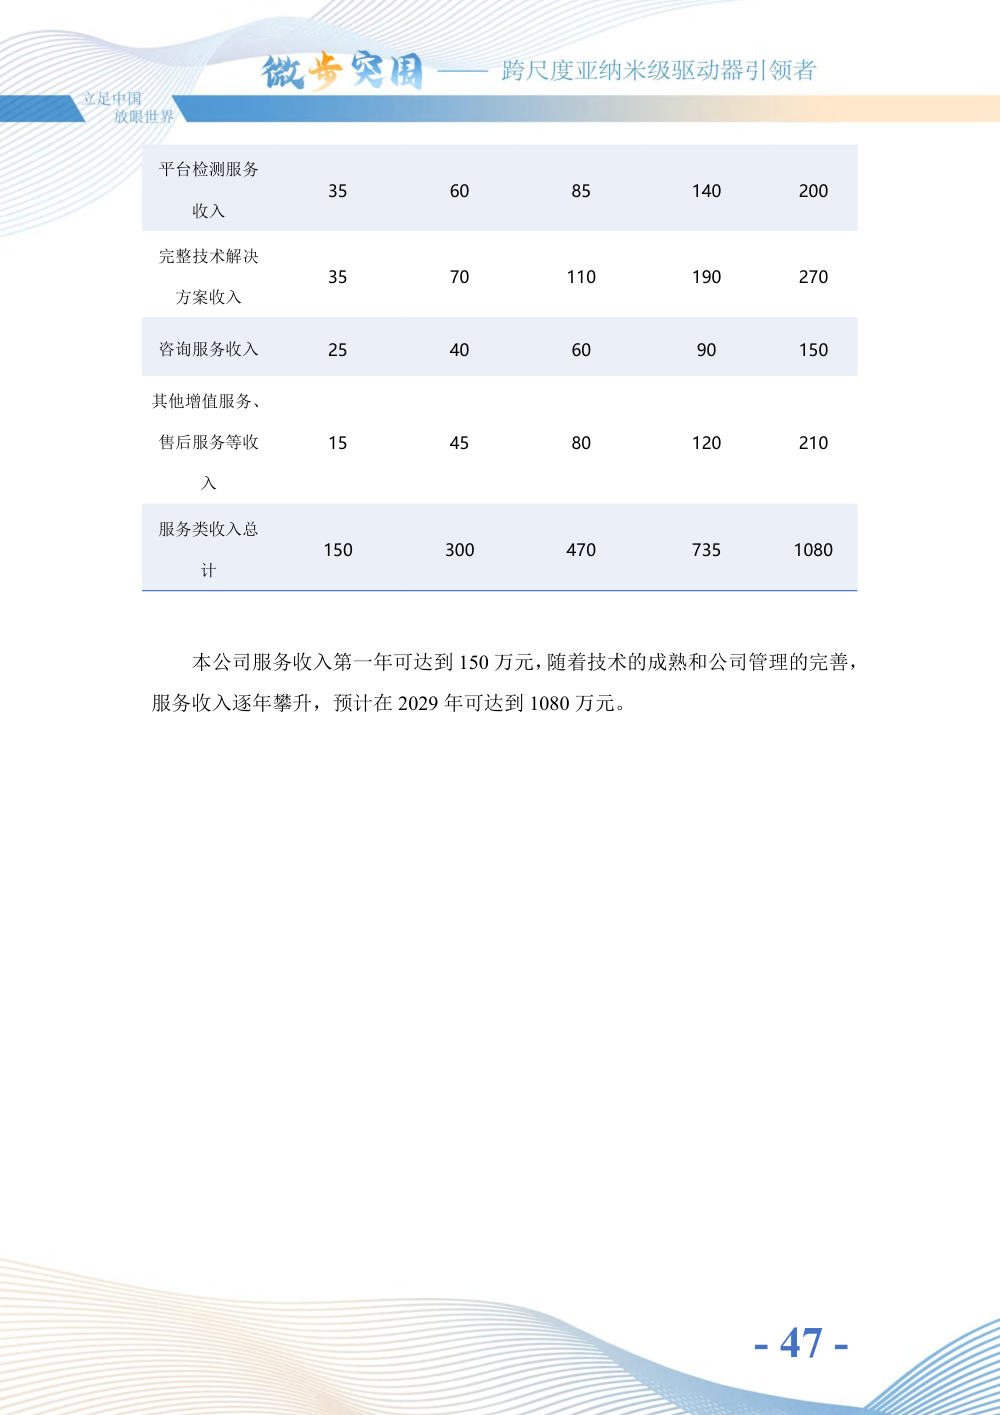 微步突围 —— 跨尺度亚纳米级驱动器引领者
立足中国
放眼世界
平台检测服务
收入
35 60 85 140 200
完整技术解决
方案收入
35 70 110 190 270
咨询服务收入 25 40 60 90 150
其他增值服务、
售后服务等收
入
15 45 80 120 210
服务类收入总
计
150 300 470 735 1080
本公司服务收入第一年可达到 150 万元，随着技术的成熟和公司管理的完善，
服务收入逐年攀升，预计在 2029 年可达到 1080 万元。
- 47 -